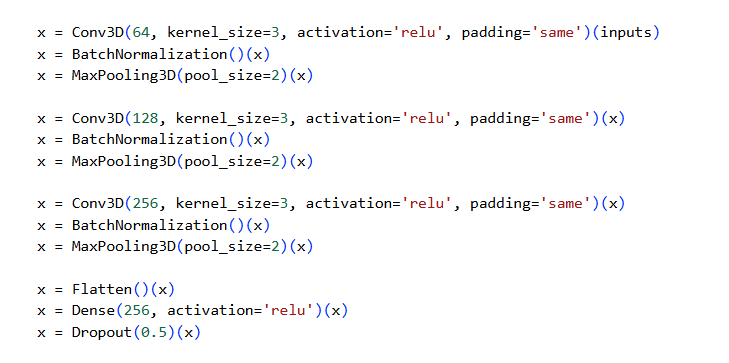 x = Conv3D(64, kernel_size=3, activation='relu', padding='same')(inputs)
x = BatchNormalization()(x)
x = MaxPooling3D(pool_size=2)(x)
x = Conv3D(128, kernel_size=3, activation='relu', padding='same')(x)
x = BatchNormalization()(x)
x = MaxPooling3D(pool_size=2)(x)
x = Conv3D(256, kernel_size=3, activation='relu', padding='same')(x)
x = BatchNormalization()(x)
x = MaxPooling3D(pool_size=2)(x)
x = Flatten()(x)
x = Dense(256, activation='relu')(x)
x = Dropout(0.5)(x)